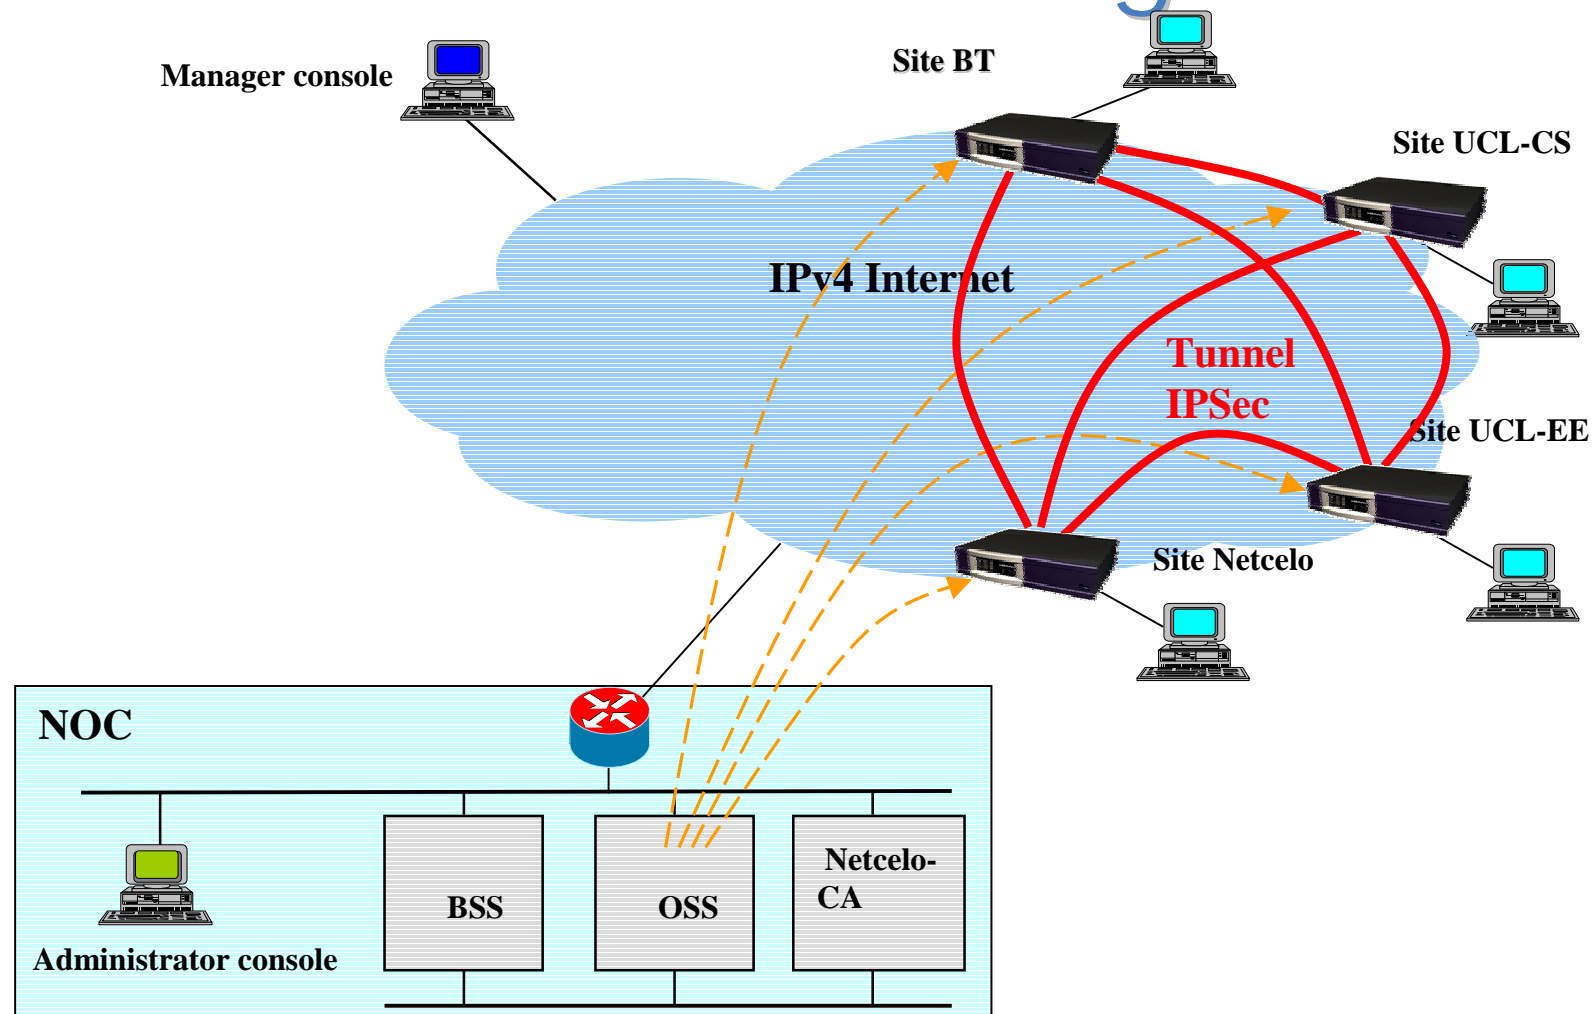 Site BT
Manager console
Site UCL-CS
IPv4 Internet
Tunnel
IPSec
Site UCL-EE
Site Netcelo
NOC
Netcelo-
CA
BSS
OSS
Administrator console